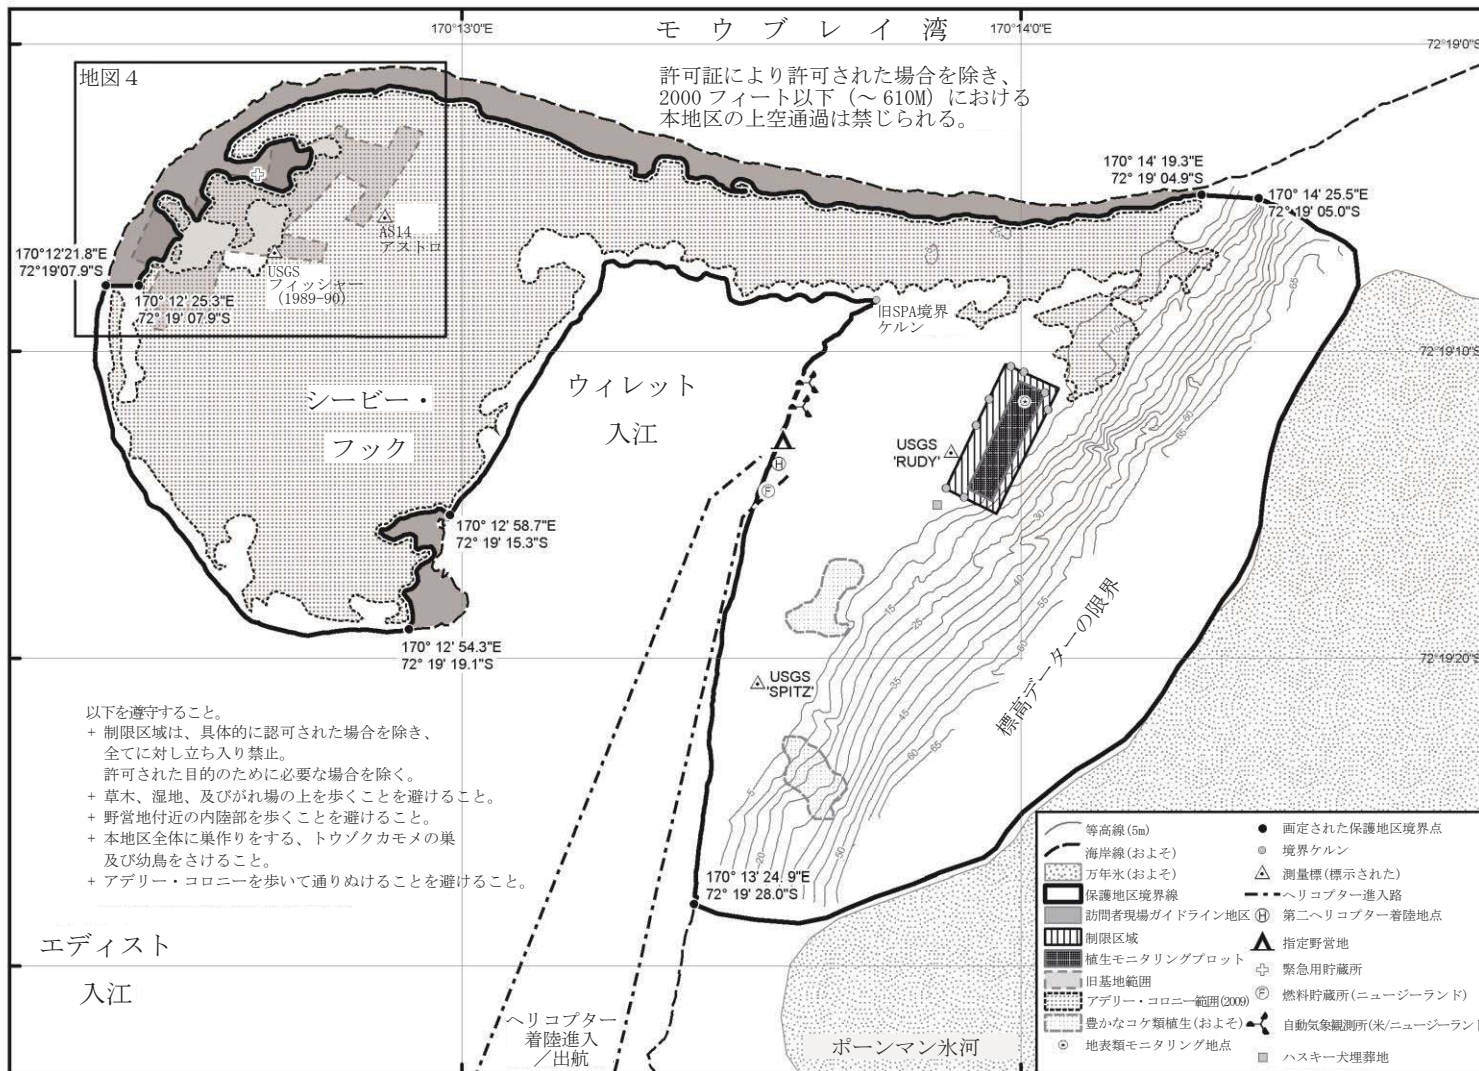 170°13'0"E
モウブレイ湾
170°14'0"E
72°19'0"S
地図４
許可証により許可された場合を除き、
2000 フィート以下（～ 610M）における
本地区の上空通過は禁じられる。
170° 14' 19.3"E
72° 19' 04.9"S
170° 14' 25.5"E
72° 19' 05.0"S
AS14
アストロ
USGS
フィッシャー
(1989-90)
170°12'21.8"E
72°19'07.9"S
170° 12' 25.3"E
72° 19' 07.9"S
旧SPA境界
ケルン
72°19'10"S
シービー・
フック
ウィレット
入江
USGS
'RUDY'
H
F
170° 12' 58.7"E
72° 19' 15.3"S
170° 12' 54.3"E
72° 19' 19.1"S
72°19'20"S
USGS
'SPITZ'
標高データーの限界
65
60
65
30
40
55
60
15
25
35
45
60
65
5
20
50
以下を遵守すること。
+ 制限区域は、具体的に認可された場合を除き、
全てに対し立ち入り禁止。
許可された目的のために必要な場合を除く。
+ 草木、湿地、及びがれ場の上を歩くことを避けること。
+ 野営地付近の内陸部を歩くことを避けること。
+ 本地区全体に巣作りをする、トウゾクカモメの巣
及び幼鳥をさけること。
+ アデリー・コロニーを歩いて通りぬけることを避けること。
170° 13' 24.9"E
72° 19' 28.0"S
エディスト
入江
ヘリコプター
着陸進入
／出航
ボーンマン氷河
等高線(5m)
海岸線(およそ)
万年氷(およそ)
保護地区境界線
訪問者現場ガイドライン地区
制限区域
植生モニタリングプロット
旧基地範囲
アデリー・コロニー範囲(2009)
豊かなコケ類植生(およそ)
地表類モニタリング地点
画定された保護地区境界点
境界ケルン
測量標(標示された)
ヘリコプター進入路
H 第二ヘリコプター着陸地点
指定野営地
緊急用貯蔵所
F 燃料貯蔵所(ニュージーランド)
自動気象観測所(米/ニュージーランド
ハスキー犬埋葬地